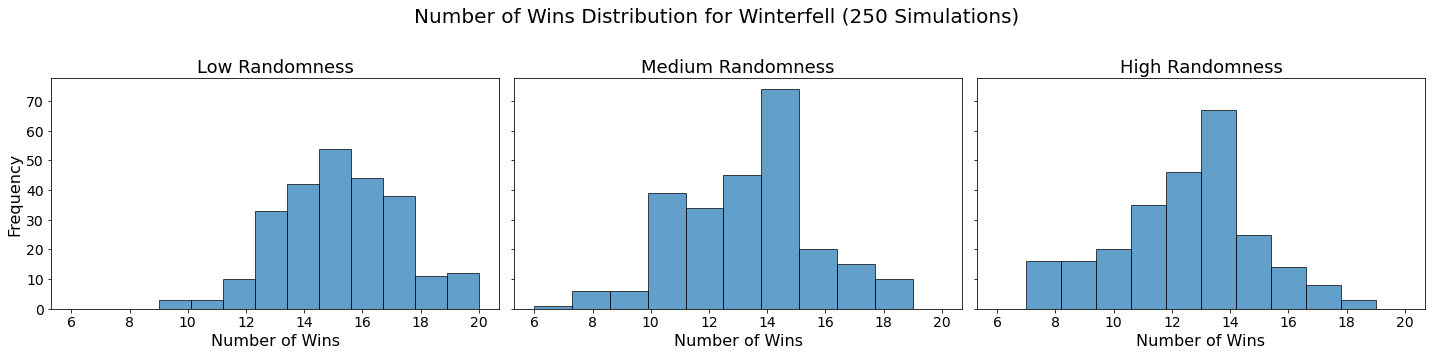 Number of Wins Distribution for Winterfell (250 Simulations)
Low Randomness
Medium Randomness
High Randomness
Frequency
70
60
50
40
30
20
10
0
6 8 10 12 14 16 18 20
6 8 10 12 14 16 18 20
6 8 10 12 14 16 18 20
Number of Wins
Number of Wins
Number of Wins